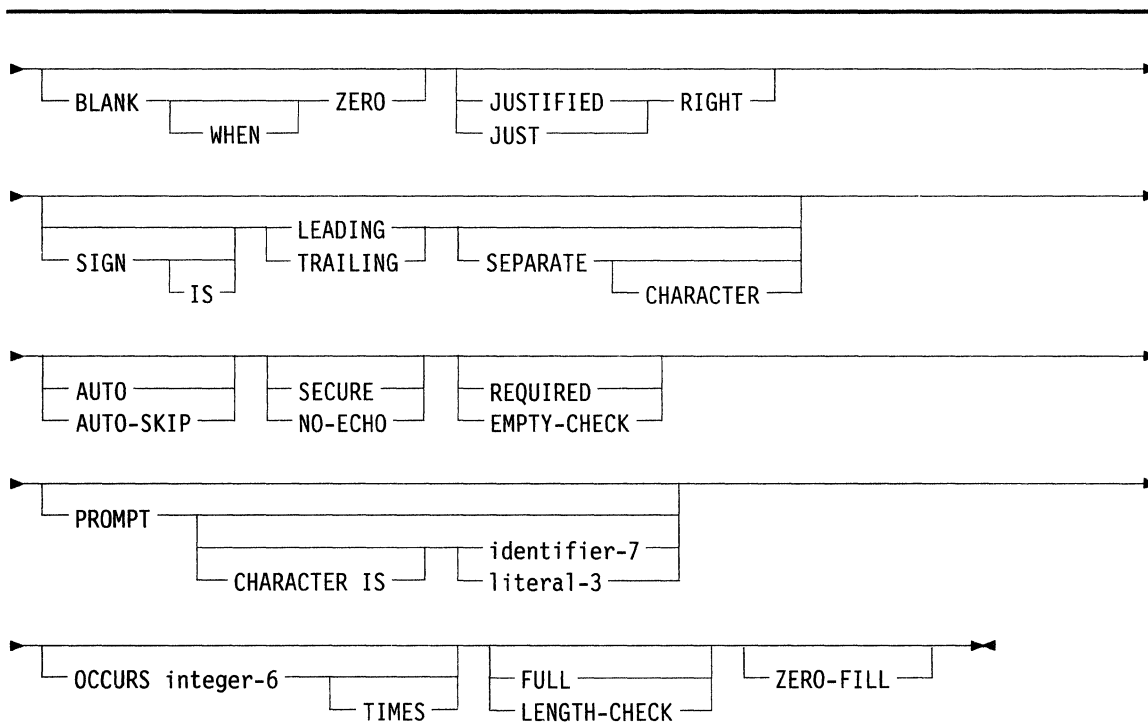 BLANK ZERO JUSTIFIED RIGHT
WHEN JUST
LEADING
SIGN TRAILING SEPARATE
IS CHARACTER
AUTO SECURE REQUIRED
AUTO-SKIP NO-ECHO EMPTY-CHECK
PROMPT
identifier-7
CHARACTER IS literal-3
OCCURS integer-6 FULL ZERO-FILL
TIMES LENGTH-CHECK